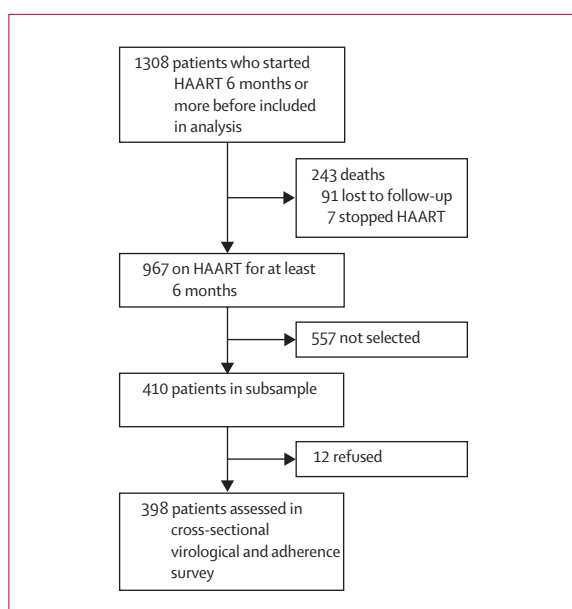 1308 patients who started
HAART 6 months or
more before included
in analysis
243 deaths
91 lost to follow-up
7 stopped HAART
967 on HAART for at least
6 months
557 not selected
410 patients in subsample
12 refused
398 patients assessed in
cross-sectional
virological and adherence
survey